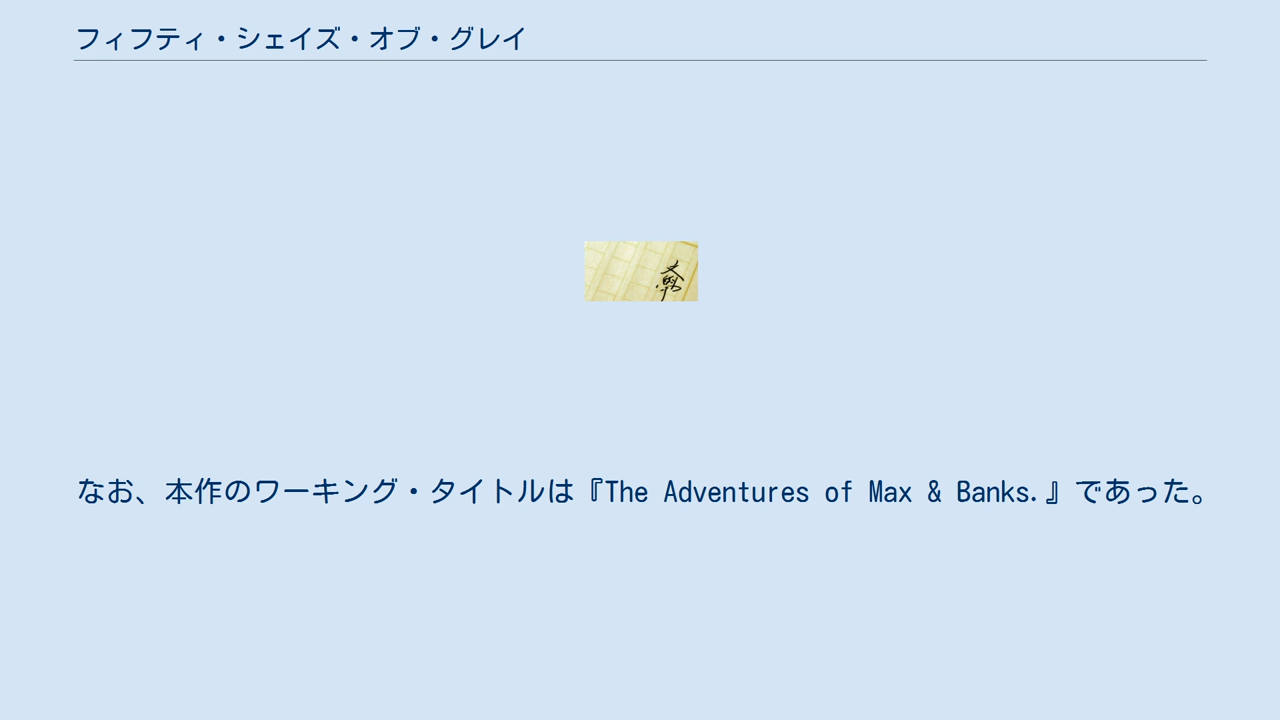 フィフティ・シェイズ・オブ・グレイ
なお、本作のワーキング・タイトルは『The Adventures of Max & Banks.』であった。